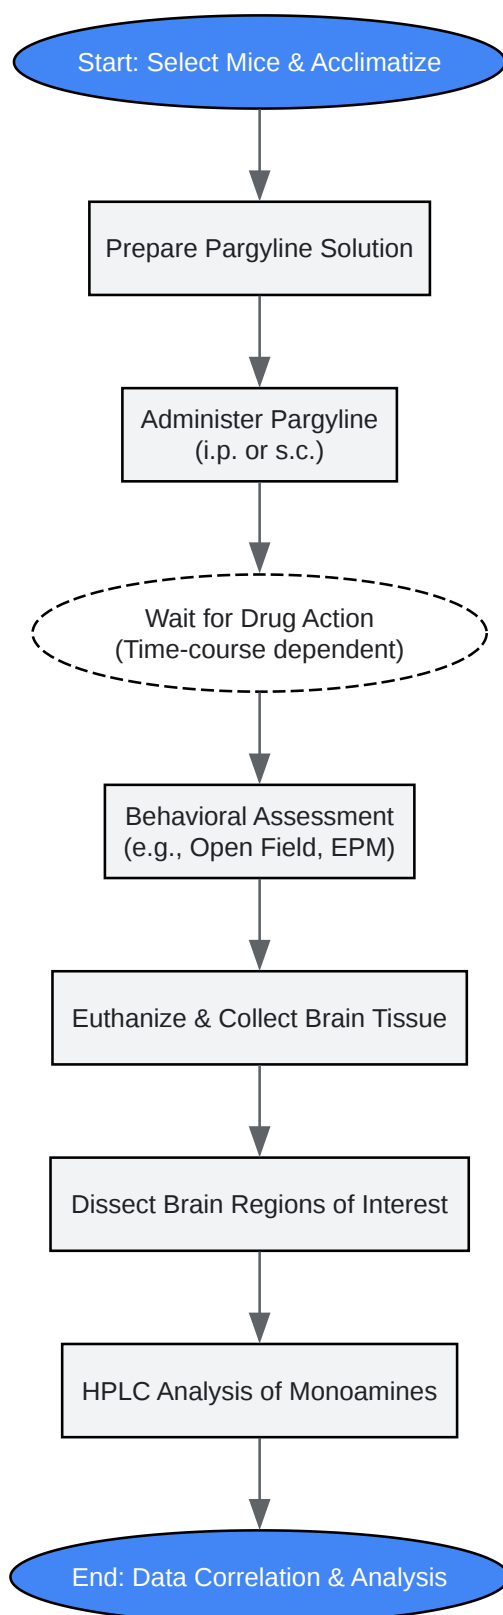 Start: Select Mice & Acclimatize
Prepare Pargyline Solution
Administer Pargyline
(i.p. or s.c.)
Wait for Drug Action
(Time-course dependent)
Behavioral Assessment
(e.g., Open Field, EPM)
Euthanize & Collect Brain Tissue
Dissect Brain Regions of Interest
HPLC Analysis of Monoamines
End: Data Correlation & Analysis